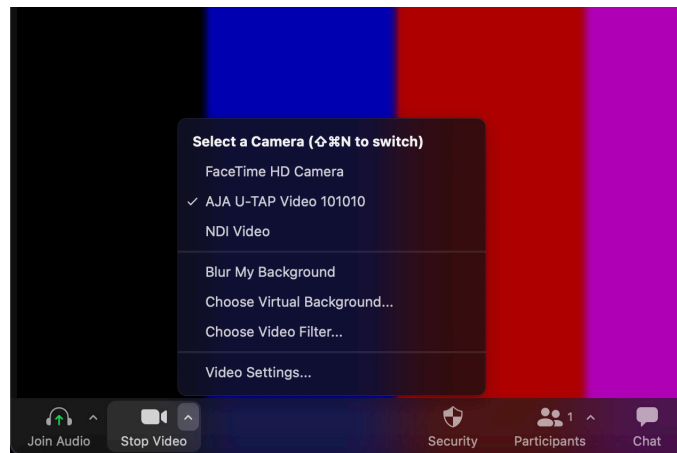 Select a Camera (⇧⌘N to switch)
FaceTime HD Camera
✓ AJA U-TAP Video 101010
NDI Video
Blur My Background
Choose Virtual Background...
Choose Video Filter...
Video Settings...
1
Join Audio
Stop Video
Security
Participants
Chat